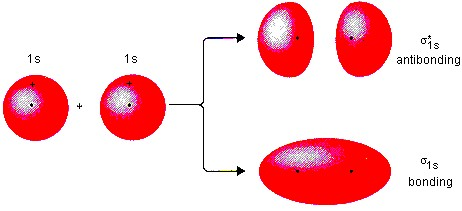 1s 1s
+ +
+
σ*1s
antibonding
σ1s
bonding